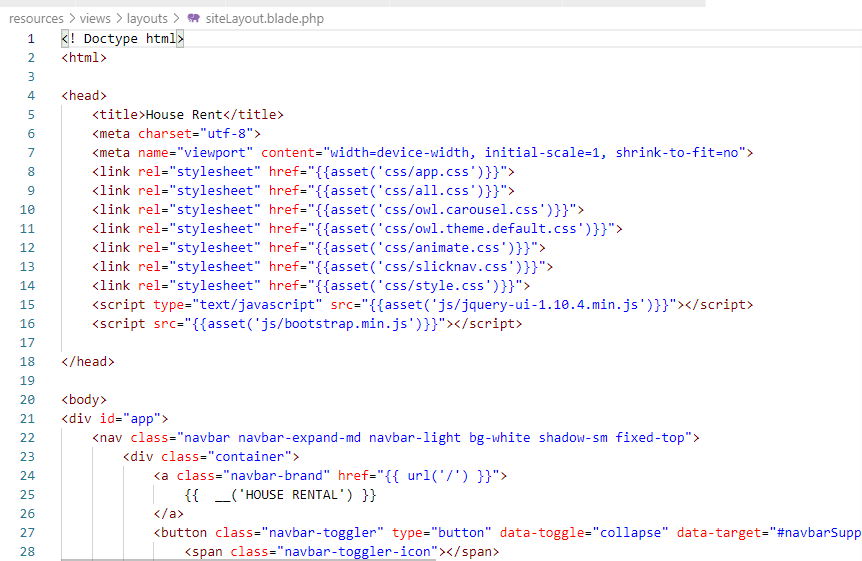 resources > views > layouts > siteLayout.blade.php
1 <! Doctype html>
2 <html>
3
4 <head>
5 <title>House Rent</title>
6 <meta charset="utf-8">
7 <meta name="viewport" content="width=device-width, initial-scale=1, shrink-to-fit=no">
8 <link rel="stylesheet" href="{{asset('css/app.css')}}">
9 <link rel="stylesheet" href="{{asset('css/all.css')}}">
10 <link rel="stylesheet" href="{{asset('css/owl.carousel.css')}}">
11 <link rel="stylesheet" href="{{asset('css/owl.theme.default.css')}}">
12 <link rel="stylesheet" href="{{asset('css/animate.css')}}">
13 <link rel="stylesheet" href="{{asset('css/slicknav.css')}}">
14 <link rel="stylesheet" href="{{asset('css/style.css')}}">
15 <script type="text/javascript" src="{{asset('js/jquery-ui-1.10.4.min.js')}}"></script>
16 <script src="{{asset('js/bootstrap.min.js')}}"></script>
17
18 </head>
19
20 <body>
21 <div id="app">
22 <nav class="navbar navbar-expand-md navbar-light bg-white shadow-sm fixed-top">
23 <div class="container">
24 <a class="navbar-brand" href="{{ url('/') }}">
25 {{  __('HOUSE RENTAL') }}
26 </a>
27 <button class="navbar-toggler" type="button" data-toggle="collapse" data-target="#navbarSupp
28 <span class="navbar-toggler-icon"></span>